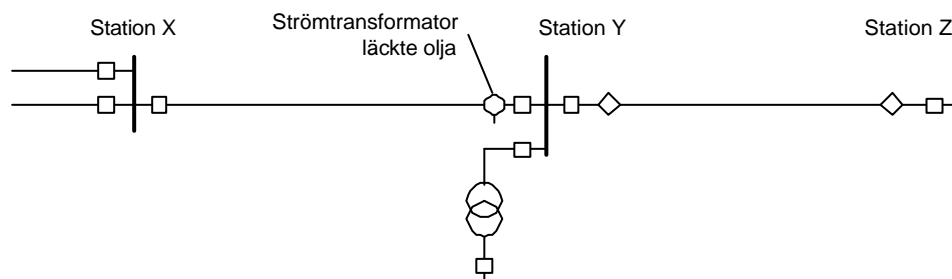 Station X
Strömtransformator
läckte olja
Station Y
Station Z